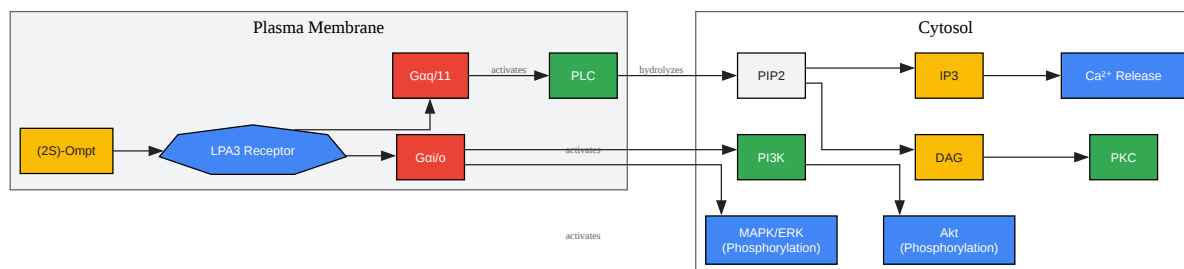 Plasma Membrane
Cytosol
Gαq/11
activates
PLC
hydrolyzes
PIP2
IP3
Ca²⁺ Release
(2S)-Ompt
LPA3 Receptor
Gαi/o
activates
PI3K
DAG
PKC
activates
MAPK/ERK
(Phosphorylation)
Akt
(Phosphorylation)